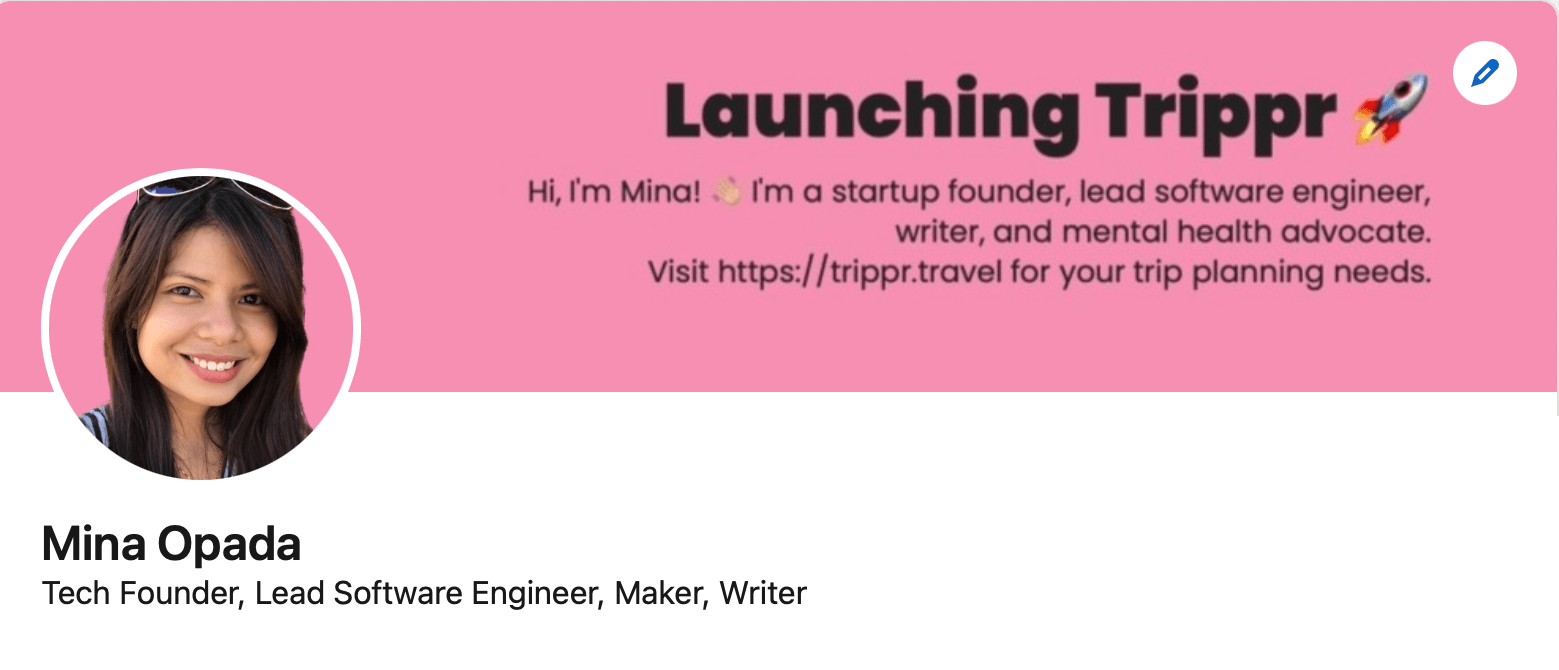 Launching Trippr 🚀
Hi, I'm Mina! 👋🏼 I'm a startup founder, lead software engineer,
writer, and mental health advocate.
Visit https://trippr.travel for your trip planning needs.
Mina Opada
Tech Founder, Lead Software Engineer, Maker, Writer